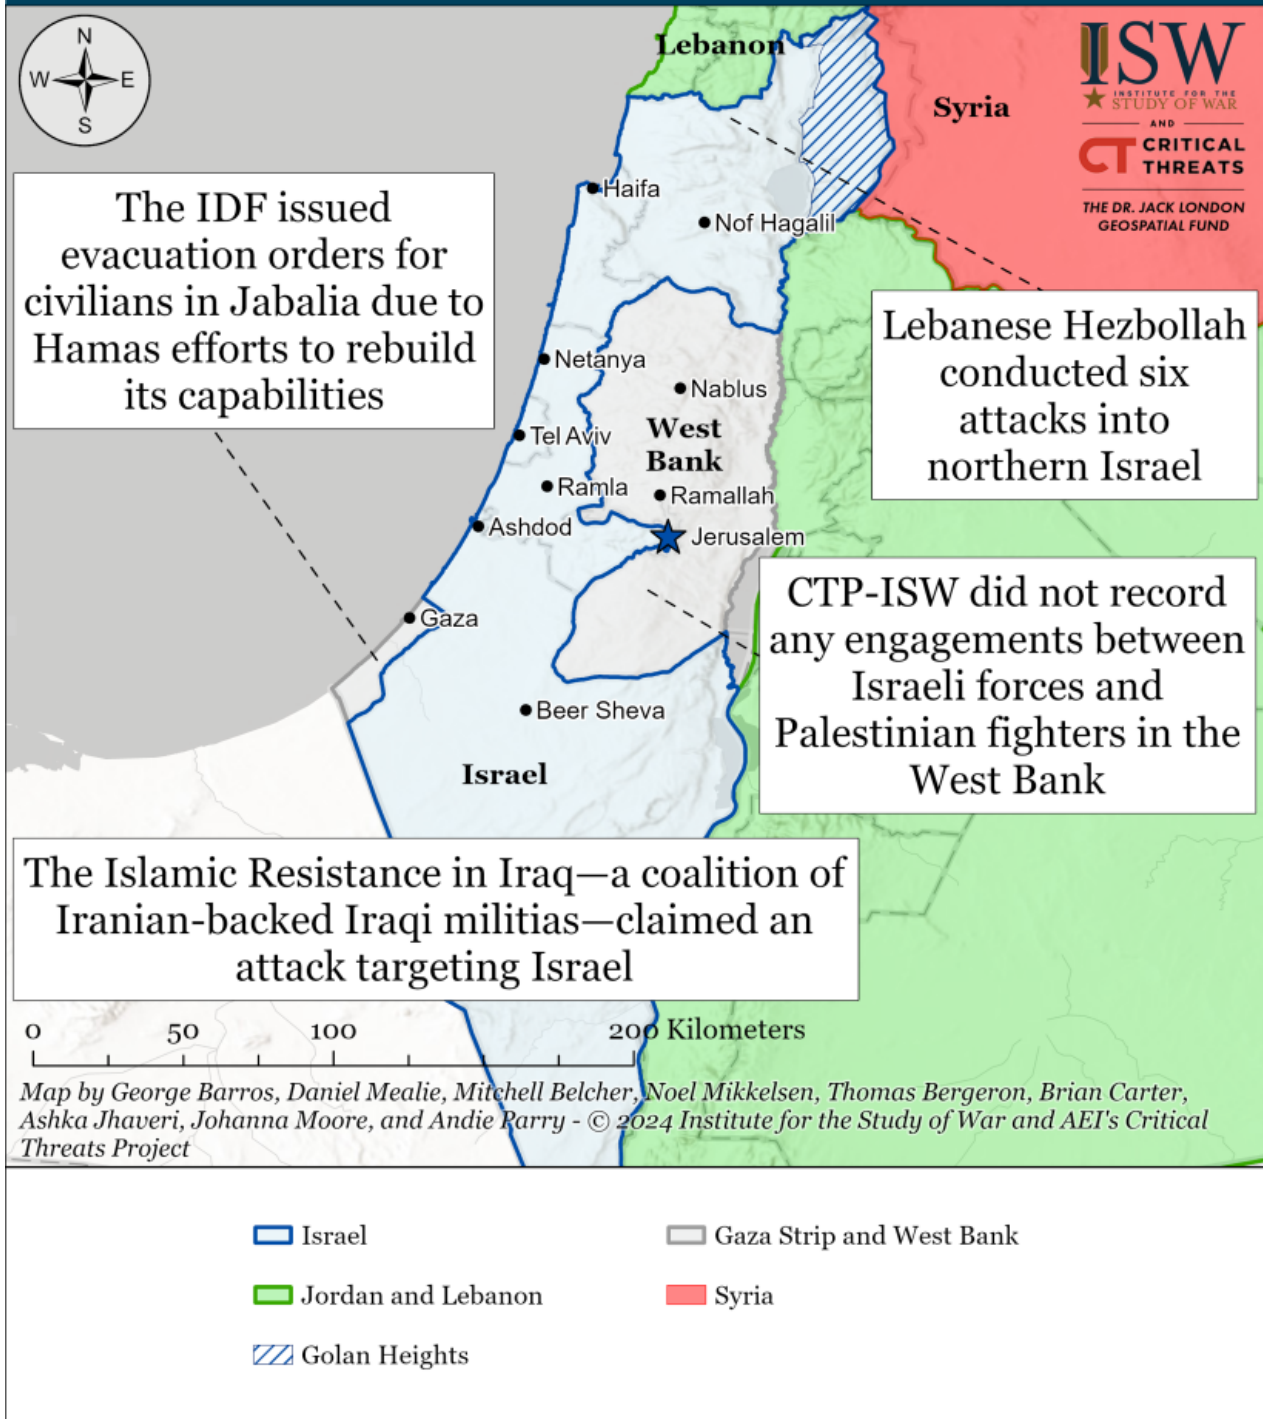 N
W
E
S
Lebanon
Syria
ISW
INSTITUTE FOR THE
STUDY OF WAR
AND
CT CRITICAL
THREATS
THE DR. JACK LONDON
GEOSPATIAL FUND
Haifa
Nof Hagalil
The IDF issued
evacuation orders for
civilians in Jabalia due to
Hamas efforts to rebuild
its capabilities
Lebanese Hezbollah
conducted six
attacks into
northern Israel
Netanya
Nablus
Tel Aviv
West
Bank
Ramla
Ramallah
Ashdod
Jerusalem
Gaza
CTP-ISW did not record
any engagements between
Israeli forces and
Palestinian fighters in the
West Bank
Beer Sheva
Israel
The Islamic Resistance in Iraq—a coalition of
Iranian-backed Iraqi militias—claimed an
attack targeting Israel
0 50 100 200 Kilometers
Map by George Barros, Daniel Mealie, Mitchell Belcher, Noel Mikkelsen, Thomas Bergeron, Brian Carter,
Ashka Jhaveri, Johanna Moore, and Andie Parry - © 2024 Institute for the Study of War and AEI's Critical
Threats Project
Israel
Gaza Strip and West Bank
Jordan and Lebanon
Syria
Golan Heights